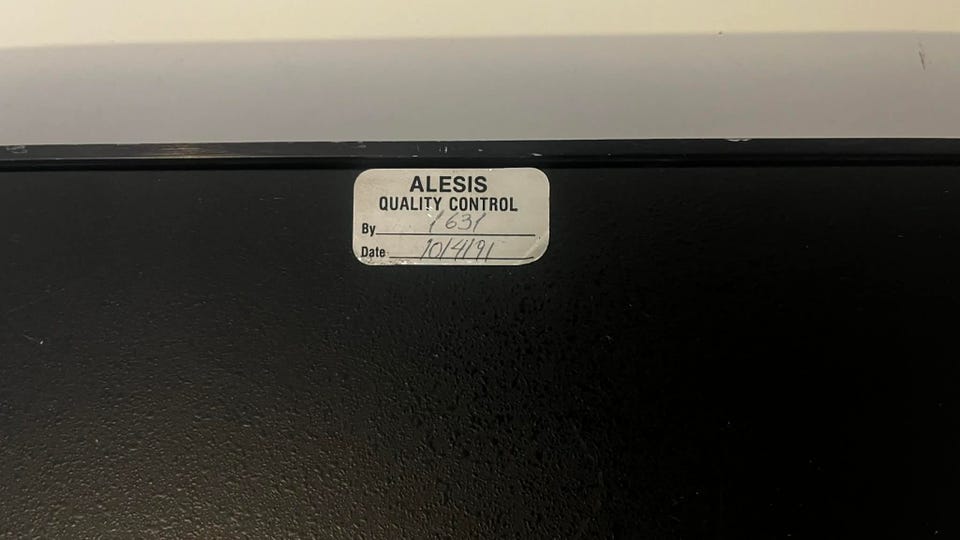 ALESIS
QUALITY CONTROL
By 1631
Date 10/4/91